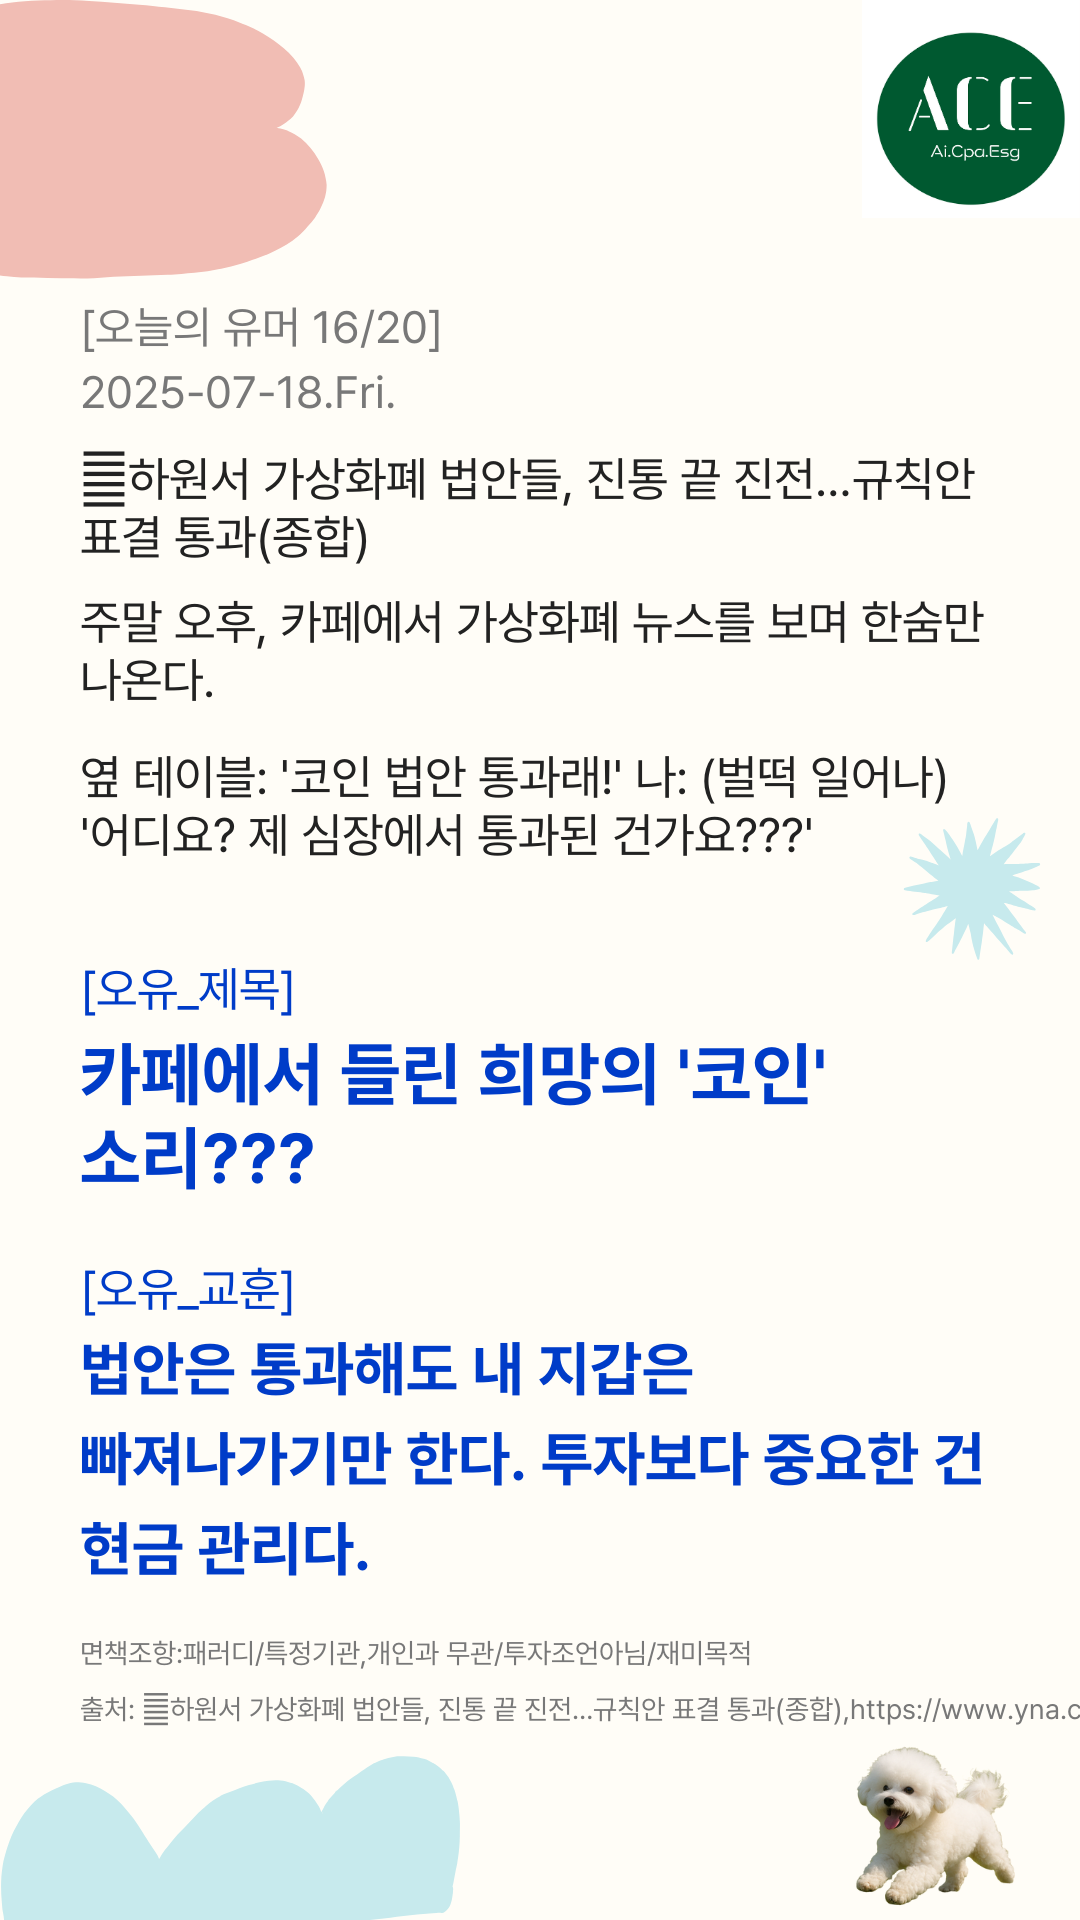 ACE
Ai.Cpa.Esg
[오늘의 유머 16/20]
2025-07-18.Fri.
하원서 가상화폐 법안들, 진통 끝 진전…규칙안
표결 통과(종합)
주말 오후, 카페에서 가상화폐 뉴스를 보며 한숨만
나온다.
옆 테이블: '코인 법안 통과래!' 나: (벌떡 일어나)
'어디요? 제 심장에서 통과된 건가요???'
[오유_제목]
카페에서 들린 희망의 '코인'
소리???
[오유_교훈]
법안은 통과해도 내 지갑은
빠져나가기만 한다. 투자보다 중요한 건
현금 관리다.
면책조항:패러디/특정기관,개인과 무관/투자조언아님/재미목적
출처: 하원서 가상화폐 법안들, 진통 끝 진전…규칙안 표결 통과(종합),https://www.yna.c